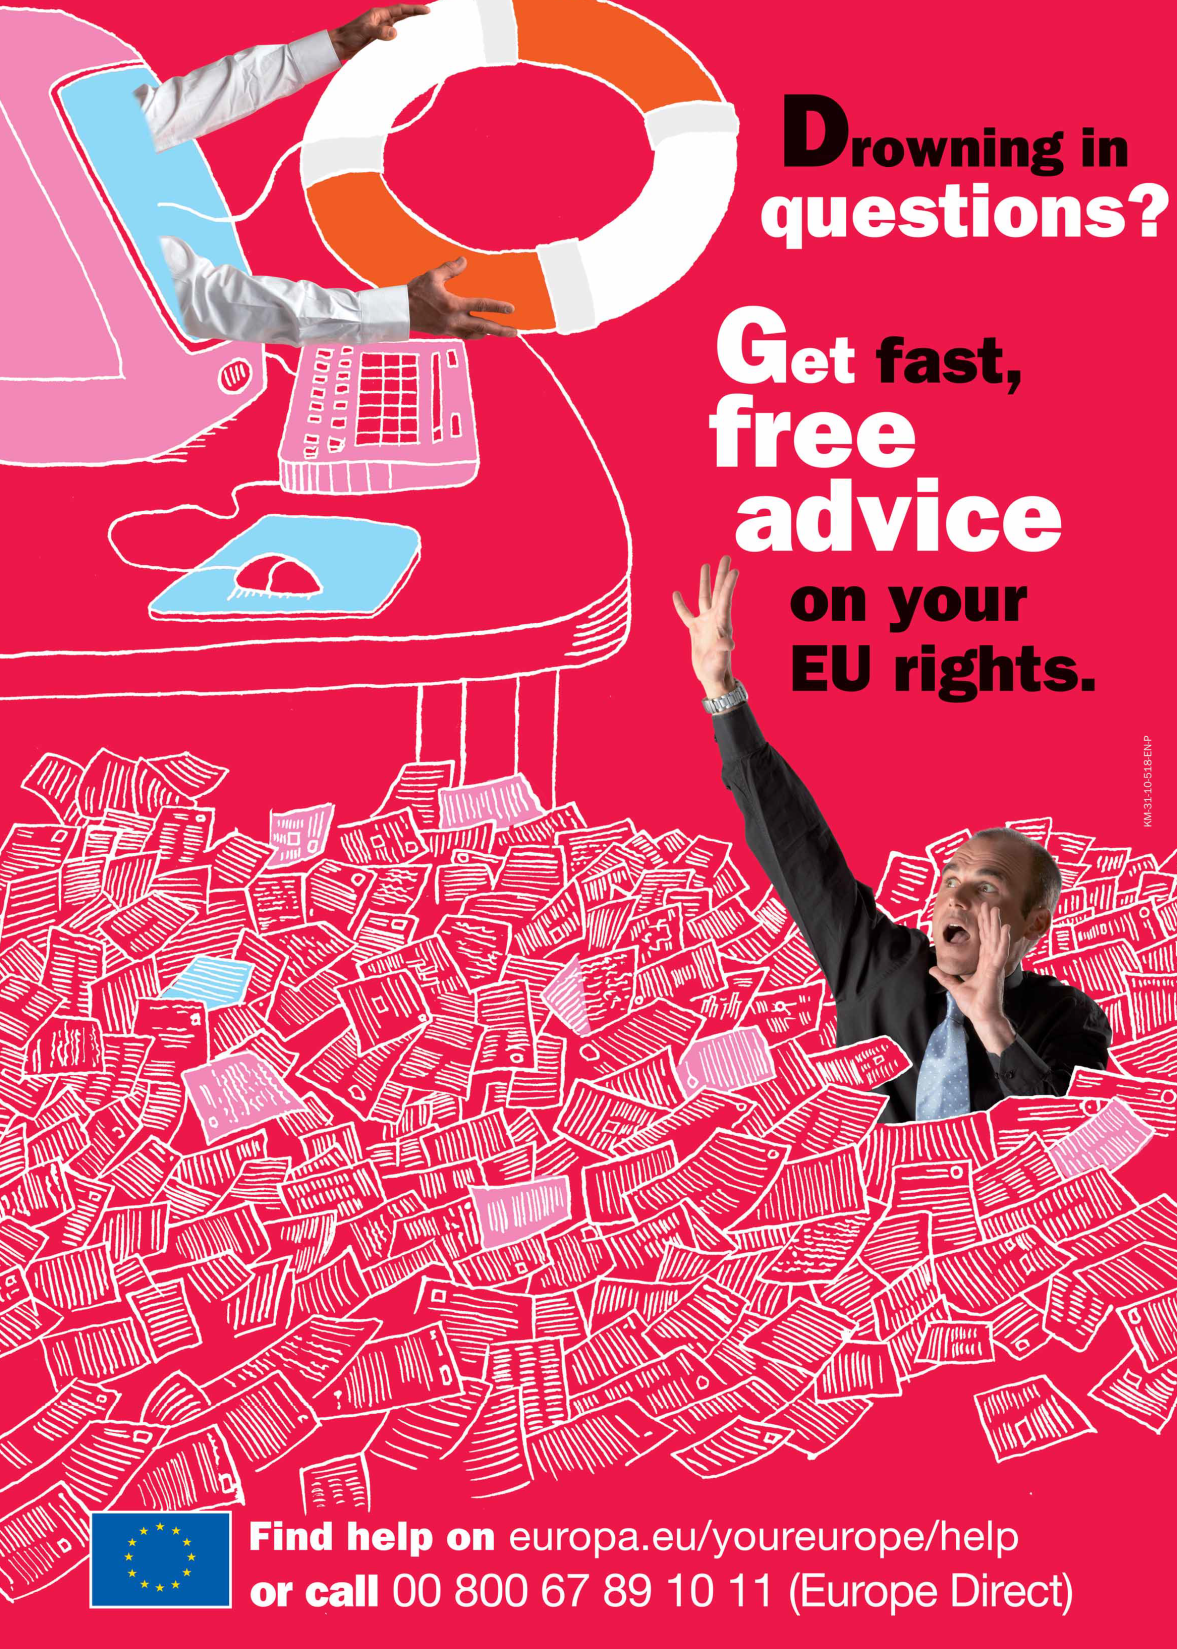 Drowning in
questions?
Get fast,
free
advice
on your
EU rights.
KM-31-10-518-EN-P
Find help on europa.eu/youreurope/help
or call 00 800 67 89 10 11 (Europe Direct)